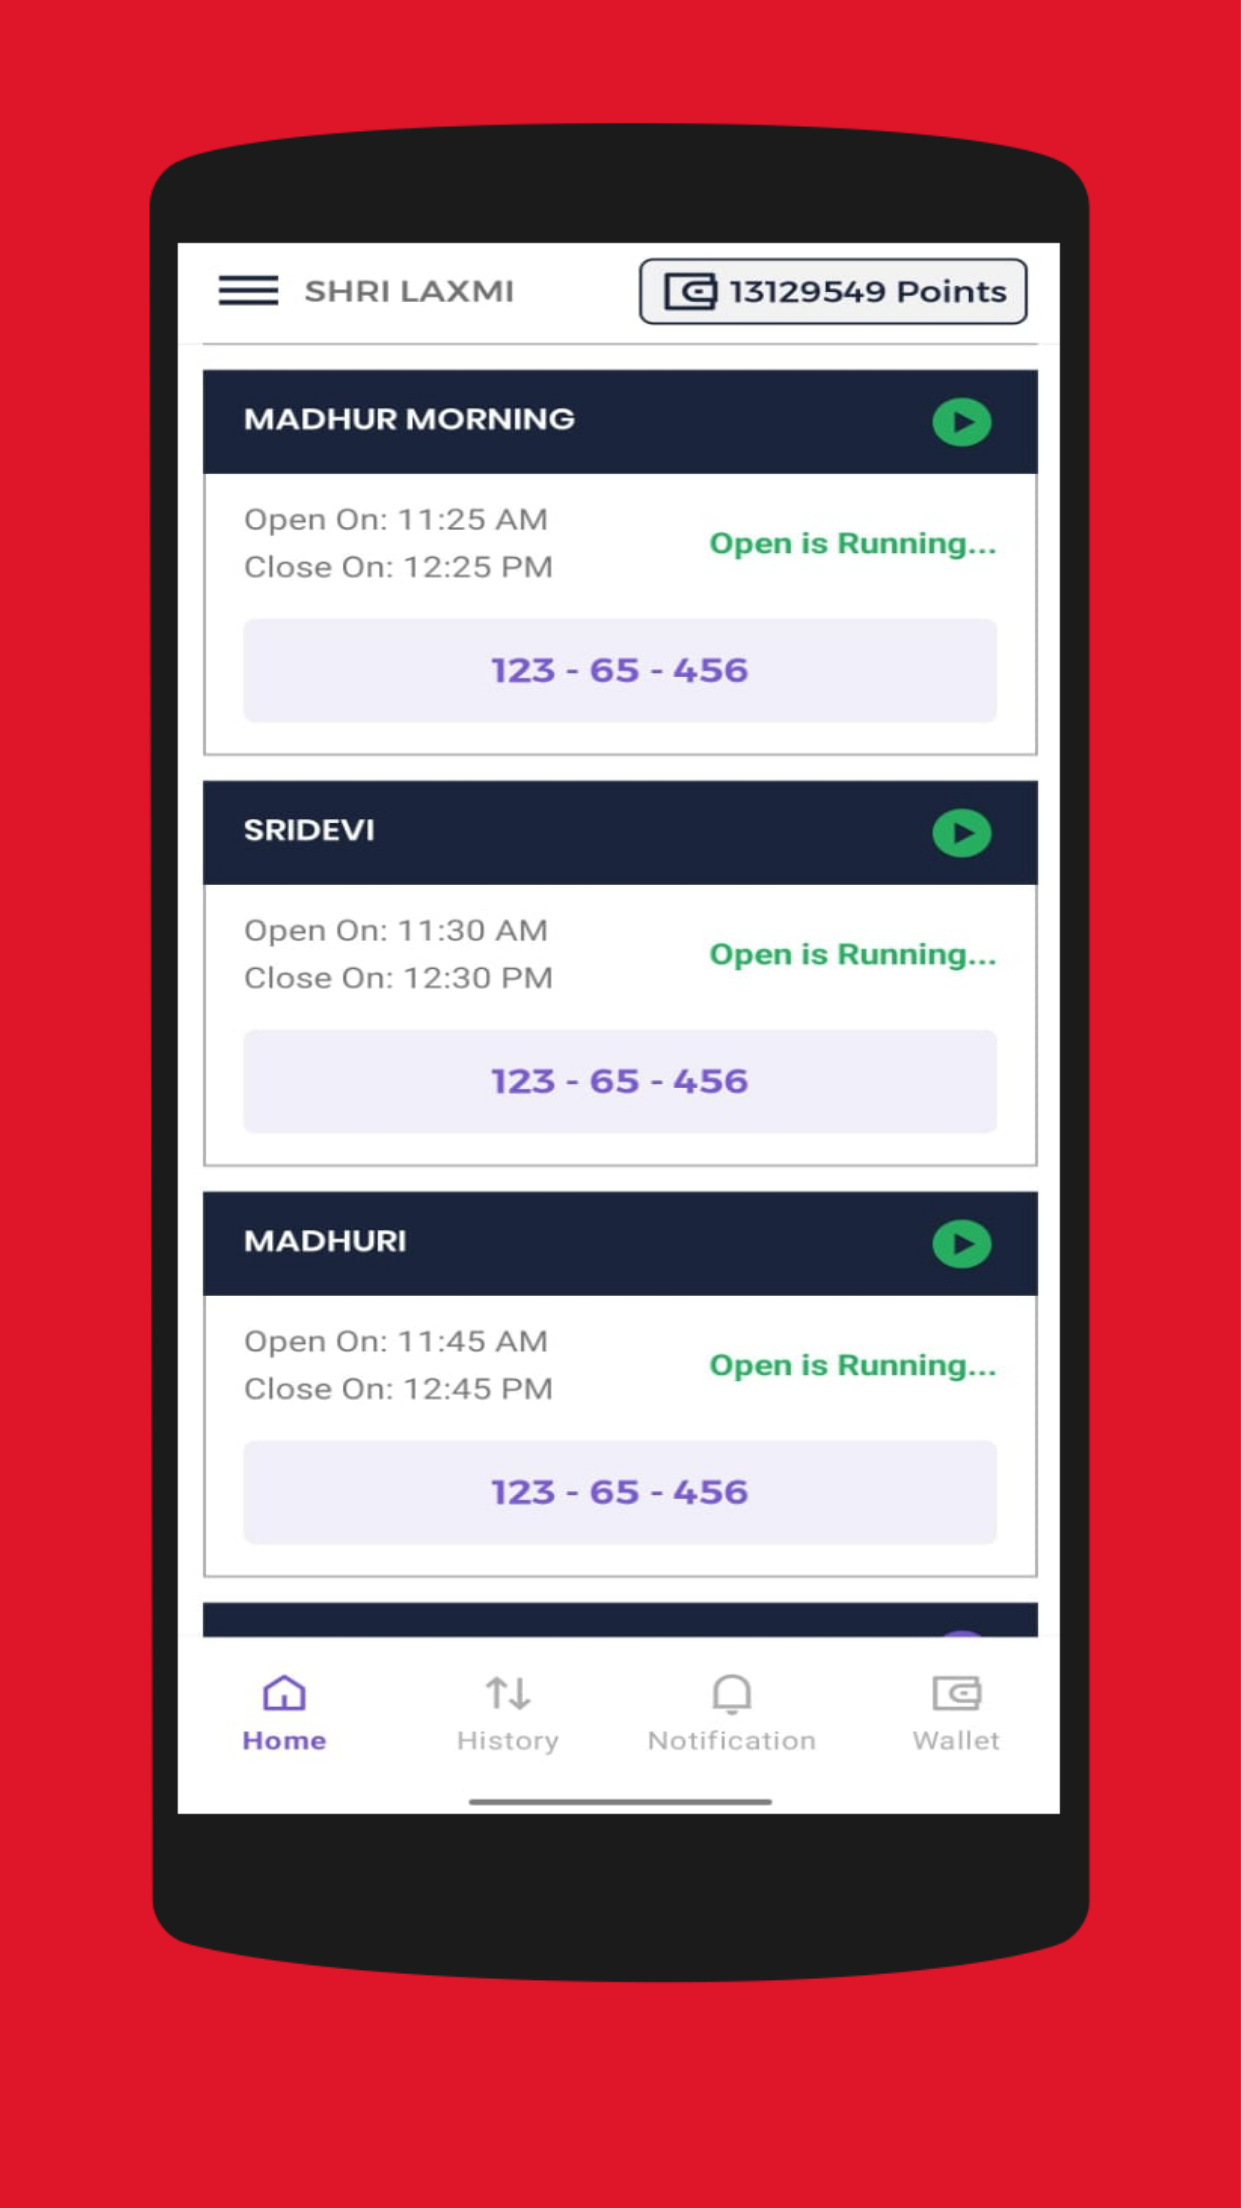 SHRI LAXMI 13129549 Points
MADHUR MORNING
Open On: 11:25 AM
Close On: 12:25 PM
Open is Running...
123 - 65 - 456
SRIDEVI
Open On: 11:30 AM
Close On: 12:30 PM
Open is Running...
123 - 65 - 456
MADHURI
Open On: 11:45 AM
Close On: 12:45 PM
Open is Running...
123 - 65 - 456
Home History Notification Wallet